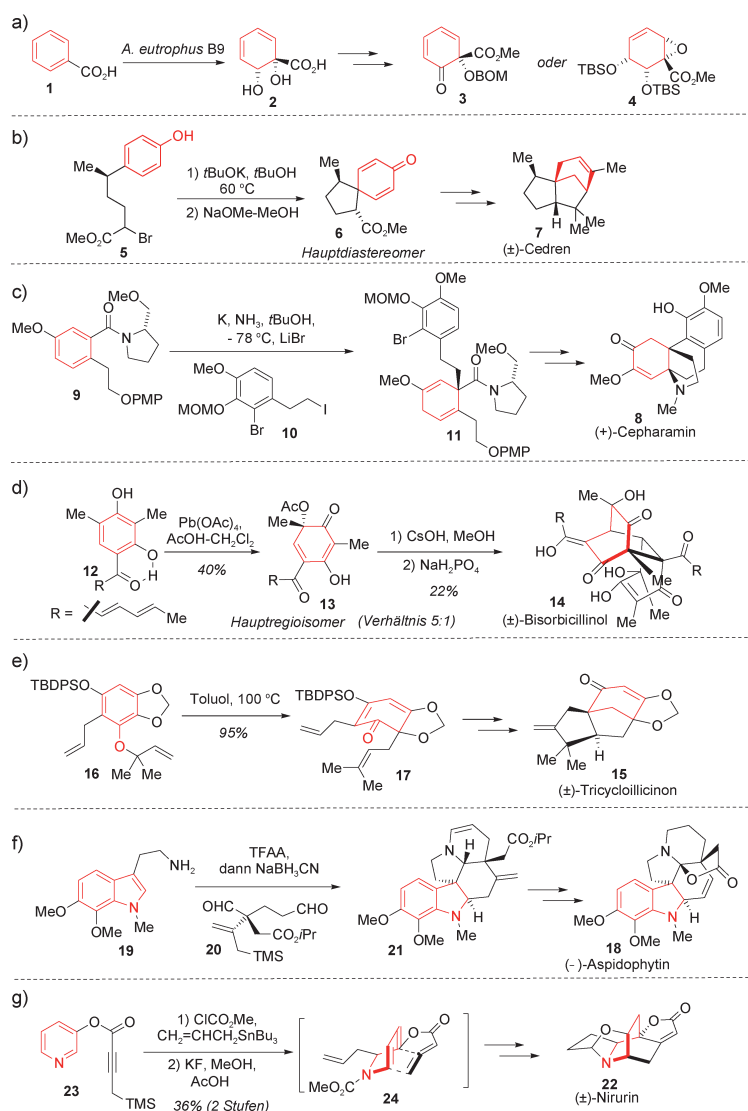 a)
A. eutrophus B9
CO₂H
1
CO₂H
OH
HO
2
CO₂Me
OBOM
O
3
oder
O
TBSO
CO₂Me
OTBS
4
b)
OH
Me
MeO₂C
Br
5
1) tBuOK, tBuOH
60 °C
2) NaOMe-MeOH
Me
O
CO₂Me
6
Hauptdiastereomer
Me
Me
H
Me
Me
7
(±)-Cedren
c)
MeO
O
MeO
N
OPMP
9
K, NH₃, tBuOH,
- 78 °C, LiBr
MeO
MOMO
Br
I
10
OMe
MOMO
Br
MeO
MeO
O
N
OPMP
11
OMe
HO
O
MeO
N
Me
8
(+)-Cepharamin
d)
OH
Me
Me
O
H
O
R
12
R =
Me
Pb(OAc)₄,
AcOH-CH₂Cl₂
40%
AcO
Me
O
Me
OH
R
O
13
Hauptregioisomer (Verhältnis 5:1)
1) CsOH, MeOH
2) NaH₂PO₄
22%
Me
OH
R
O
HO
O
O
Me
R
HO
HO
Me
Me
O
Me
14
(±)-Bisorbicillinol
e)
TBDPSO
O
O
O
Me
Me
16
Toluol, 100 °C
95%
TBDPSO
O
O
O
Me
Me
17
O
O
O
Me
Me
H
15
(±)-Tricycloillicinon
f)
NH₂
MeO
MeO
N
Me
19
TFAA,
dann NaBH₃CN
OHC
CHO
CO₂iPr
TMS
20
CO₂iPr
N
H
H
MeO
OMe
N
Me
21
N
O
O
H
MeO
OMe
N
Me
18
(-)-Aspidophytin
g)
O
O
N
TMS
23
1) ClCO₂Me,
CH₂=CHCH₂SnBu₃
2) KF, MeOH,
AcOH
36% (2 Stufen)
O
O
N
MeO₂C
24
O
O
O
N
22
(±)-Nirurin